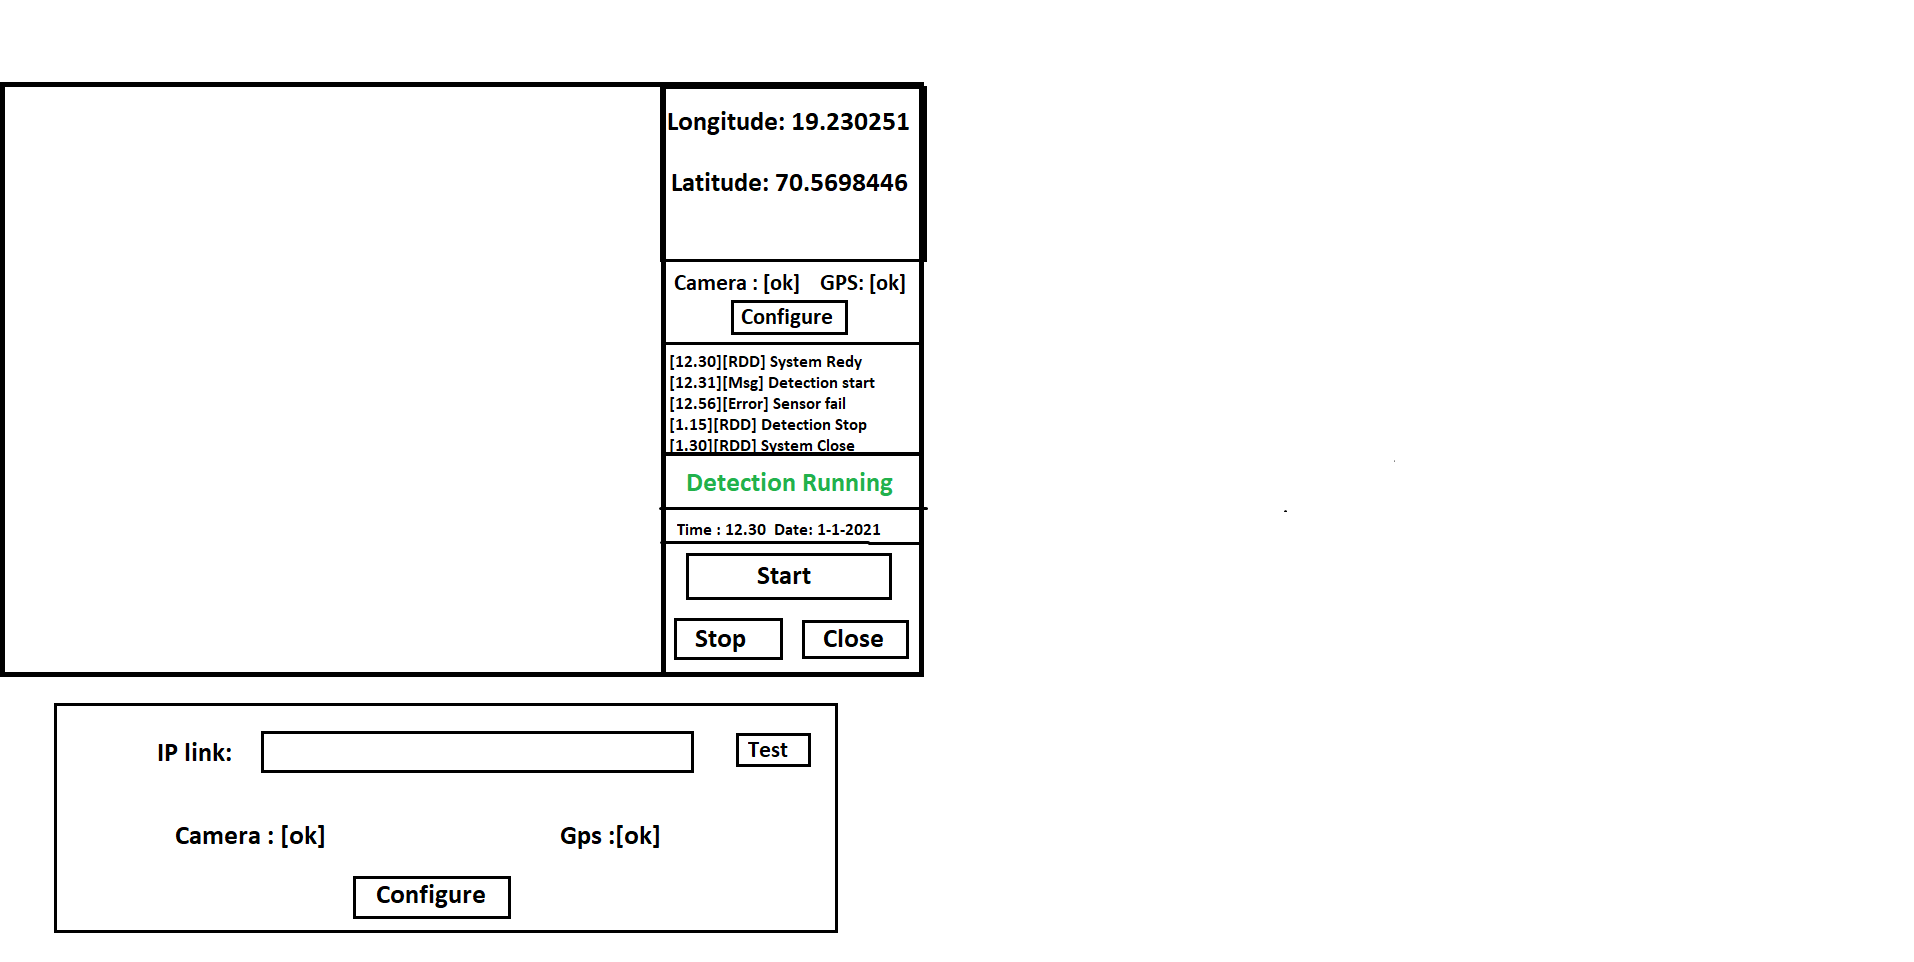 Longitude: 19.230251
Latitude: 70.5698446
Camera : [ok] GPS: [ok]
Configure
[12.30][RDD] System Redy
[12.31][Msg] Detection start
[12.56][Error] Sensor fail
[1.15][RDD] Detection Stop
[1.30][RDD] System Close
Detection Running
Time : 12.30 Date: 1-1-2021
Start
Stop Close
IP link: Test
Camera : [ok] Gps :[ok]
Configure